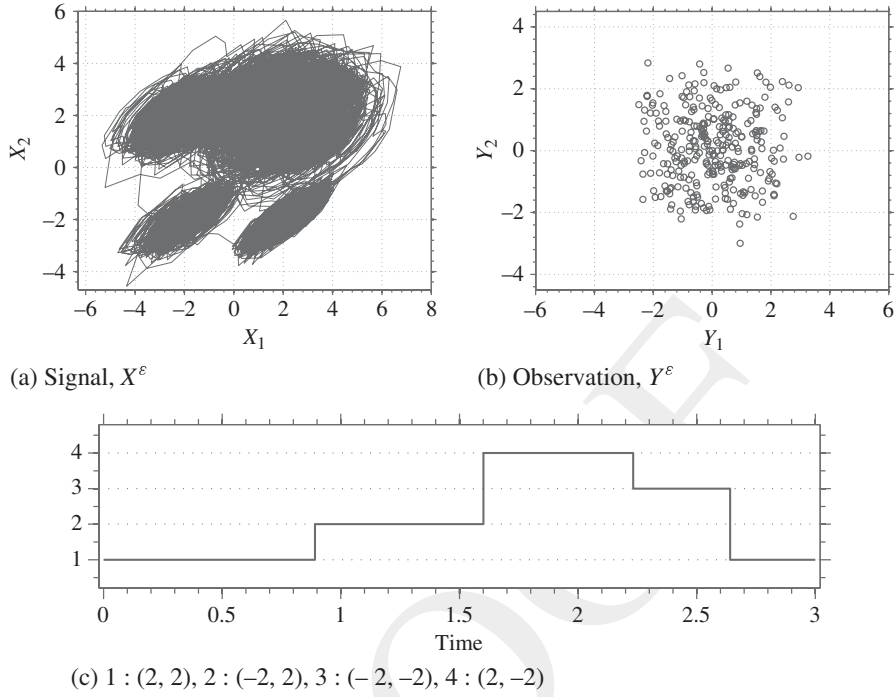 6
4
2
0
−2
−4
X₂
−6 −4 −2 0 2 4 6 8
X₁
(a) Signal, Xᵋ
4
2
0
−2
−4
Y₂
−6 −4 −2 0 2 4 6
Y₁
(b) Observation, Yᵋ
4
3
2
1
0 0.5 1 1.5 2 2.5 3
Time
(c) 1 : (2, 2), 2 : (−2, 2), 3 : (− 2, −2), 4 : (2, −2)